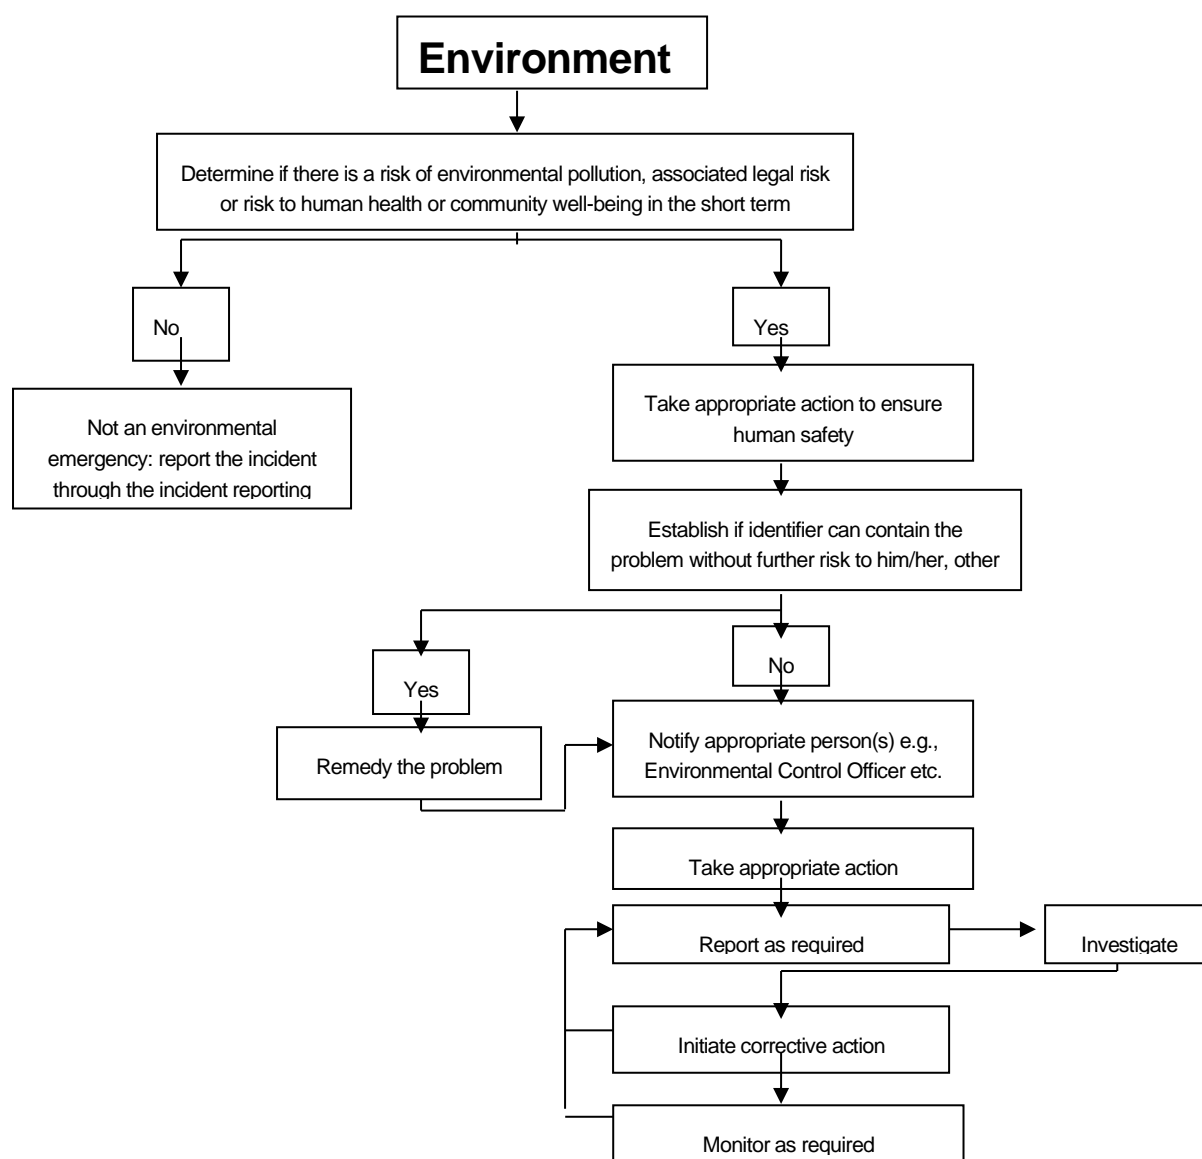 Environment
Determine if there is a risk of environmental pollution, associated legal risk
or risk to human health or community well-being in the short term
No
Yes
Not an environmental
emergency: report the incident
through the incident reporting
Take appropriate action to ensure
human safety
Establish if identifier can contain the
problem without further risk to him/her, other
Yes
No
Remedy the problem
Notify appropriate person(s) e.g.,
Environmental Control Officer etc.
Take appropriate action
Report as required
Investigate
Initiate corrective action
Monitor as required